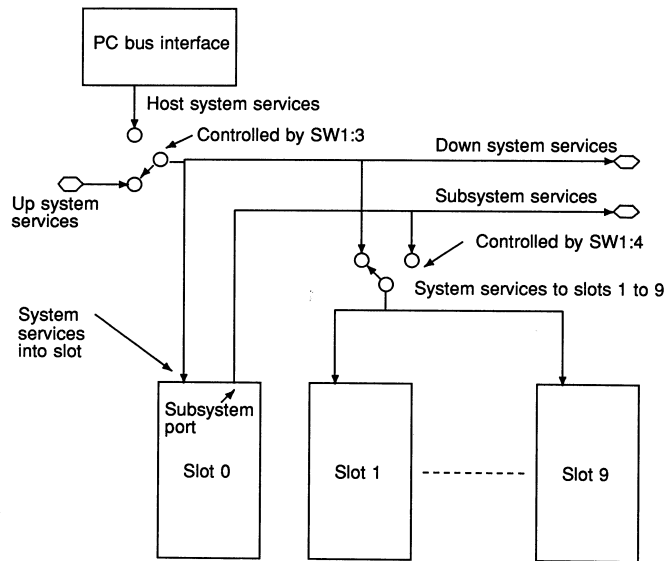 PC bus interface
Host system services
Controlled by SW1:3
Down system services
Up system
services
Subsystem services
Controlled by SW1:4
System services to slots 1 to 9
System
services
into slot
Subsystem
port
Slot 0
Slot 1
Slot 9